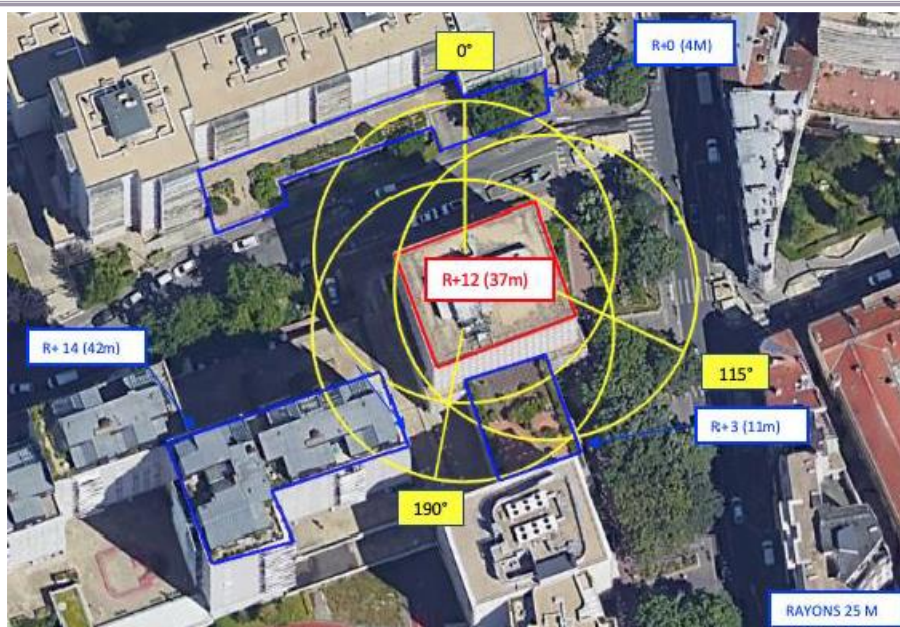 0°
R+0 (4M)
R+12 (37m)
R+ 14 (42m)
115°
R+3 (11m)
190°
RAYONS 25 M